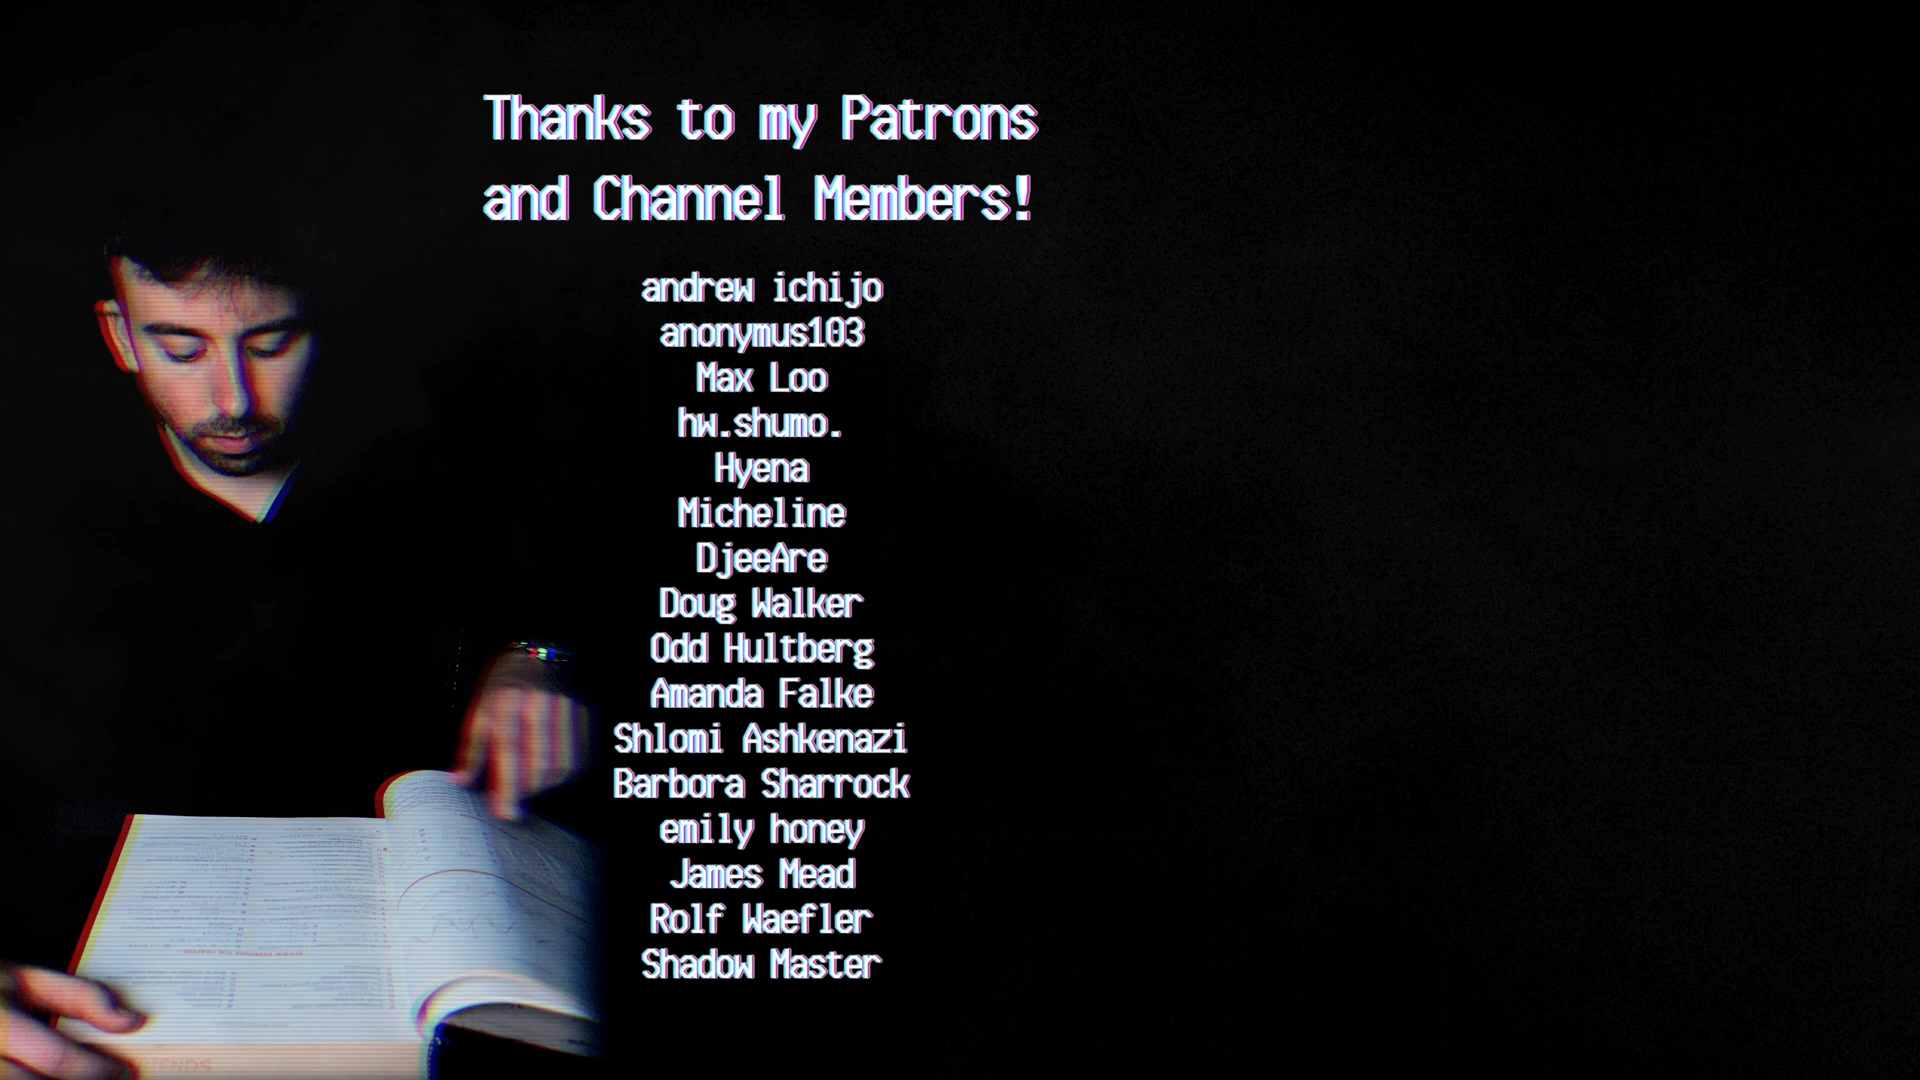 Thanks to my Patrons
and Channel Members!
andrew ichijo
anonymus103
Max Loo
hw.shumo.
Hyena
Micheline
DjeeAre
Doug Walker
Odd Hultberg
Amanda Falke
Shlomi Ashkenazi
Barbora Sharrock
emily honey
James Mead
Rolf Waefler
Shadow Master